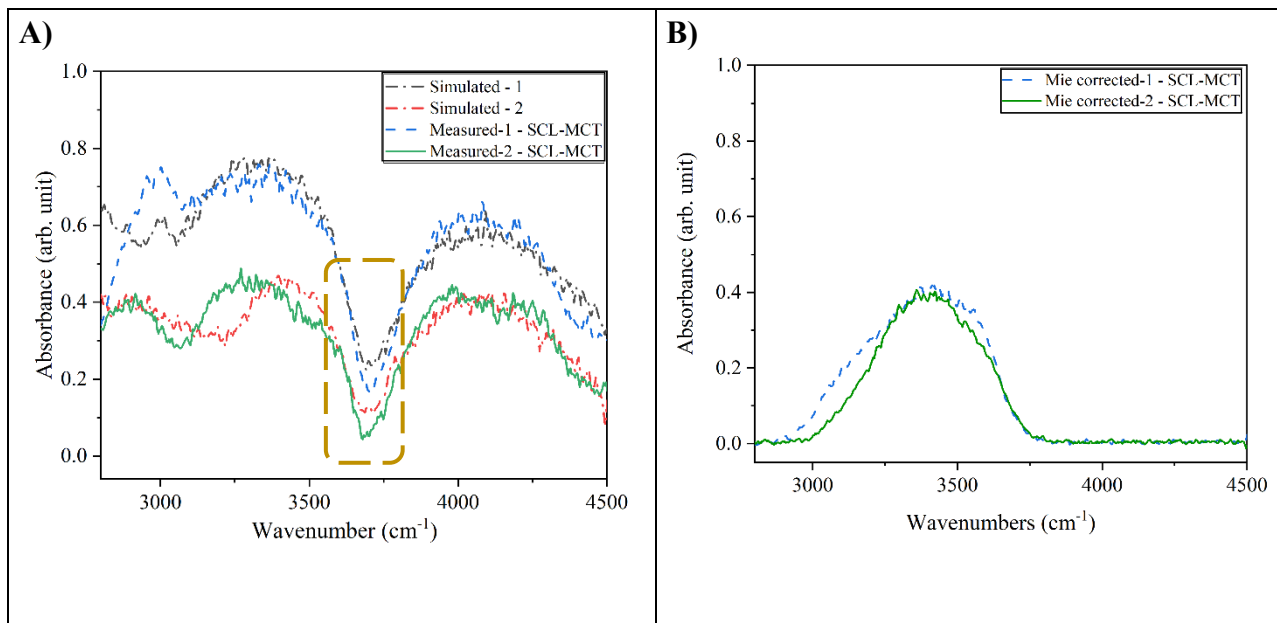 A)
1.0
0.8
0.6
0.4
0.2
0.0
Absorbance (arb. unit)
Simulated - 1
Simulated - 2
Measured-1 - SCL-MCT
Measured-2 - SCL-MCT
3000 3500 4000 4500
Wavenumber (cm⁻¹)
B)
1.0
0.8
0.6
0.4
0.2
0.0
Absorbance (arb. unit)
Mie corrected-1 - SCL-MCT
Mie corrected-2 - SCL-MCT
3000 3500 4000 4500
Wavenumbers (cm⁻¹)